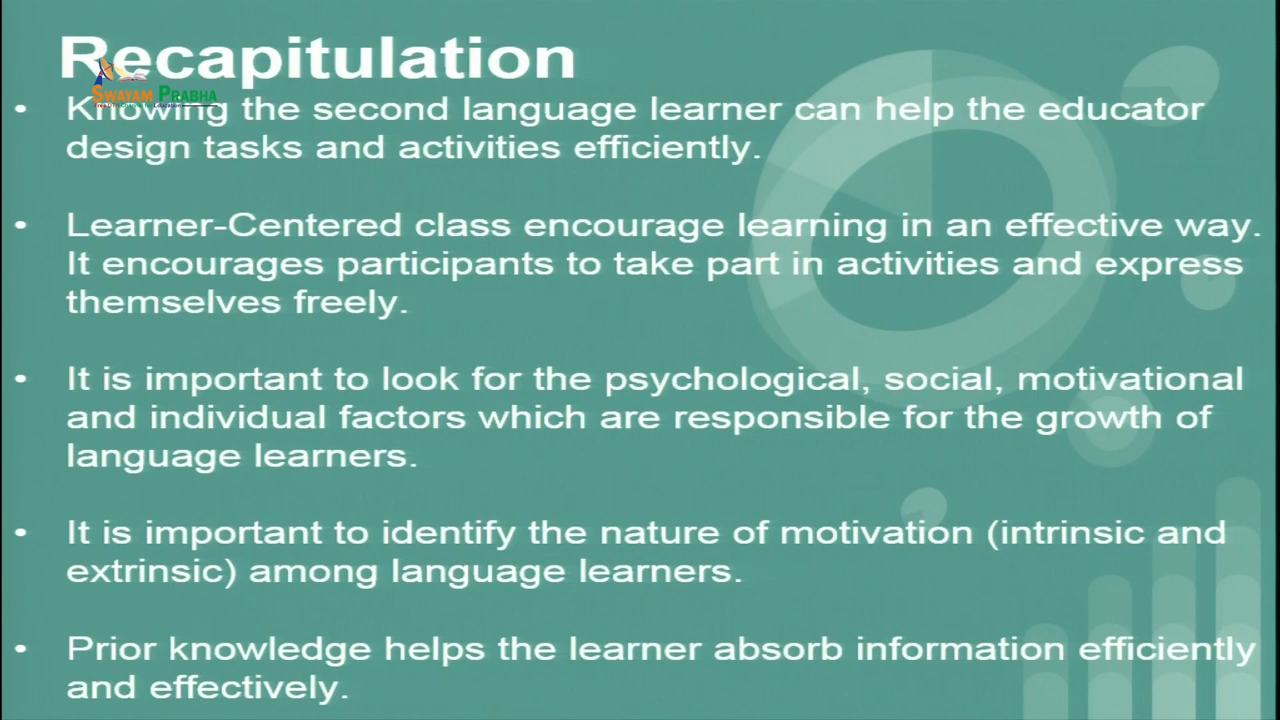 Recapitulation
SWAYAM PRABHA
• Knowing the second language learner can help the educator
design tasks and activities efficiently.
• Learner-Centered class encourage learning in an effective way.
It encourages participants to take part in activities and express
themselves freely.
• It is important to look for the psychological, social, motivational
and individual factors which are responsible for the growth of
language learners.
• It is important to identify the nature of motivation (intrinsic and
extrinsic) among language learners.
• Prior knowledge helps the learner absorb information efficiently
and effectively.